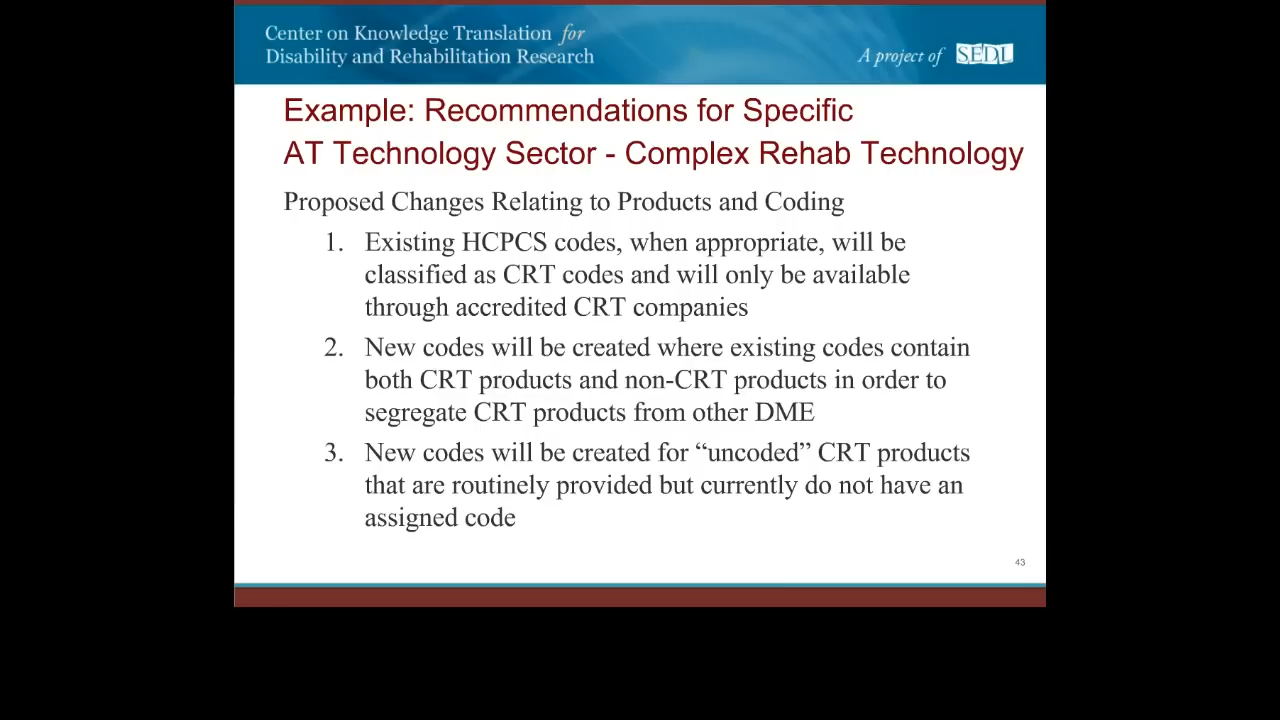 Center on Knowledge Translation for
Disability and Rehabilitation Research
A project of SEDL
Example: Recommendations for Specific
AT Technology Sector - Complex Rehab Technology
Proposed Changes Relating to Products and Coding
1. Existing HCPCS codes, when appropriate, will be
classified as CRT codes and will only be available
through accredited CRT companies
2. New codes will be created where existing codes contain
both CRT products and non-CRT products in order to
segregate CRT products from other DME
3. New codes will be created for “uncoded” CRT products
that are routinely provided but currently do not have an
assigned code
43